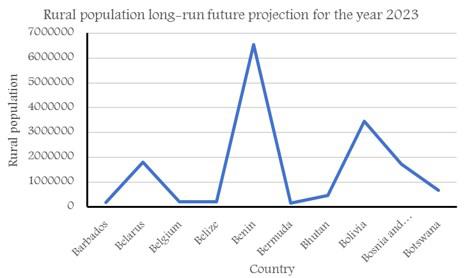 Rural population long-run future projection for the year 2023
7000000
6000000
5000000
4000000
3000000
2000000
1000000
0
Rural population
Barbados
Belarus
Belgium
Belize
Benin
Bermuda
Bhutan
Bolivia
Bosnia and...
Botswana
Country